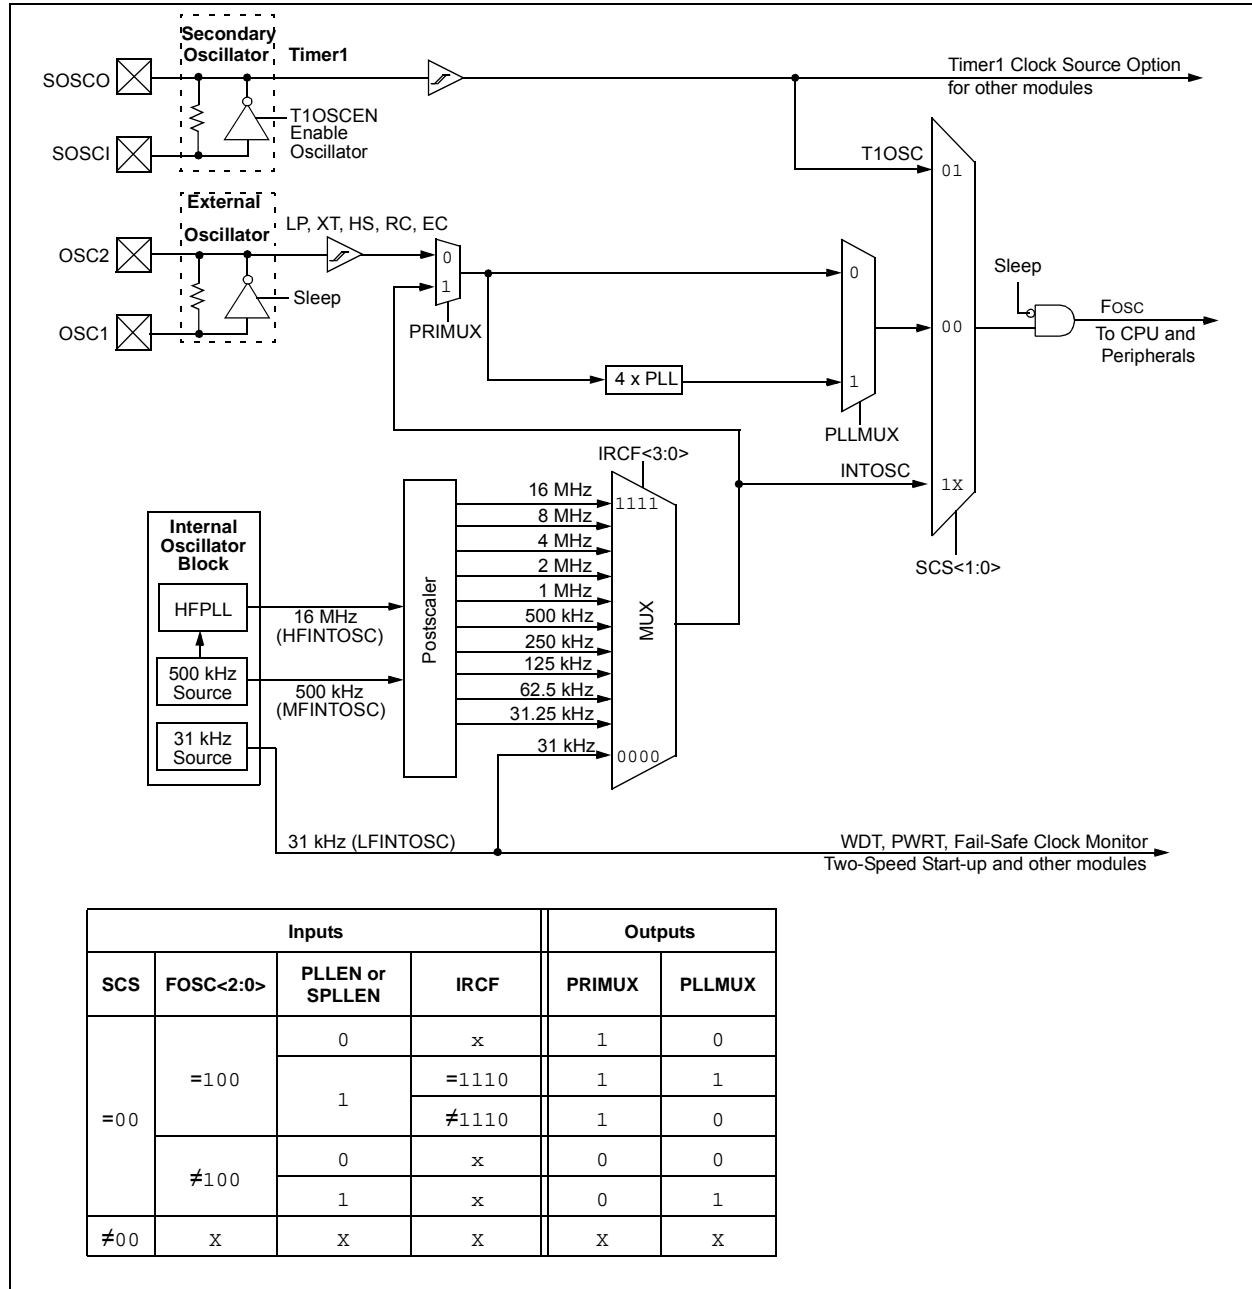 Secondary
Oscillator
Timer1
SOSCO
Timer1 Clock Source Option
for other modules
T1OSCEN
Enable
Oscillator
SOSCI
T1OSC
01
External
Oscillator
LP, XT, HS, RC, EC
OSC2
0
1
PRIMUX
Sleep
OSC1
0
1
4 x PLL
PLLMUX
Sleep
00
FOSC
To CPU and
Peripherals
INTOSC
1X
SCS<1:0>
IRCF<3:0>
Internal
Oscillator
Block
HFPLL
500 kHz
Source
31 kHz
Source
16 MHz
(HFINTOSC)
500 kHz
(MFINTOSC)
Postscaler
16 MHz
8 MHz
4 MHz
2 MHz
1 MHz
500 kHz
250 kHz
125 kHz
62.5 kHz
31.25 kHz
31 kHz
1111
MUX
0000
31 kHz (LFINTOSC)
WDT, PWRT, Fail-Safe Clock Monitor
Two-Speed Start-up and other modules
Inputs Outputs
SCS FOSC<2:0> PLLEN or SPLLEN IRCF PRIMUX PLLMUX
=00 =100 0 x 1 0
1 =1110 1 1
≠1110 1 0
≠100 0 x 0 0
1 x 0 1
≠00 X X X X X